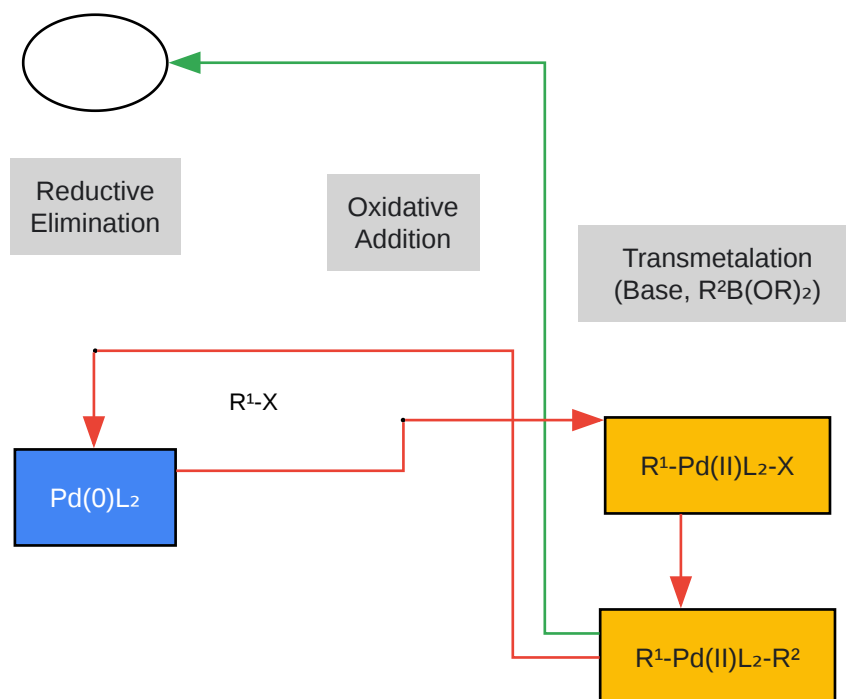 Reductive
Elimination
Oxidative
Addition
Transmetalation
(Base, R²B(OR)₂)
R¹-X
R¹-Pd(II)L₂-X
Pd(0)L₂
R¹-Pd(II)L₂-R²